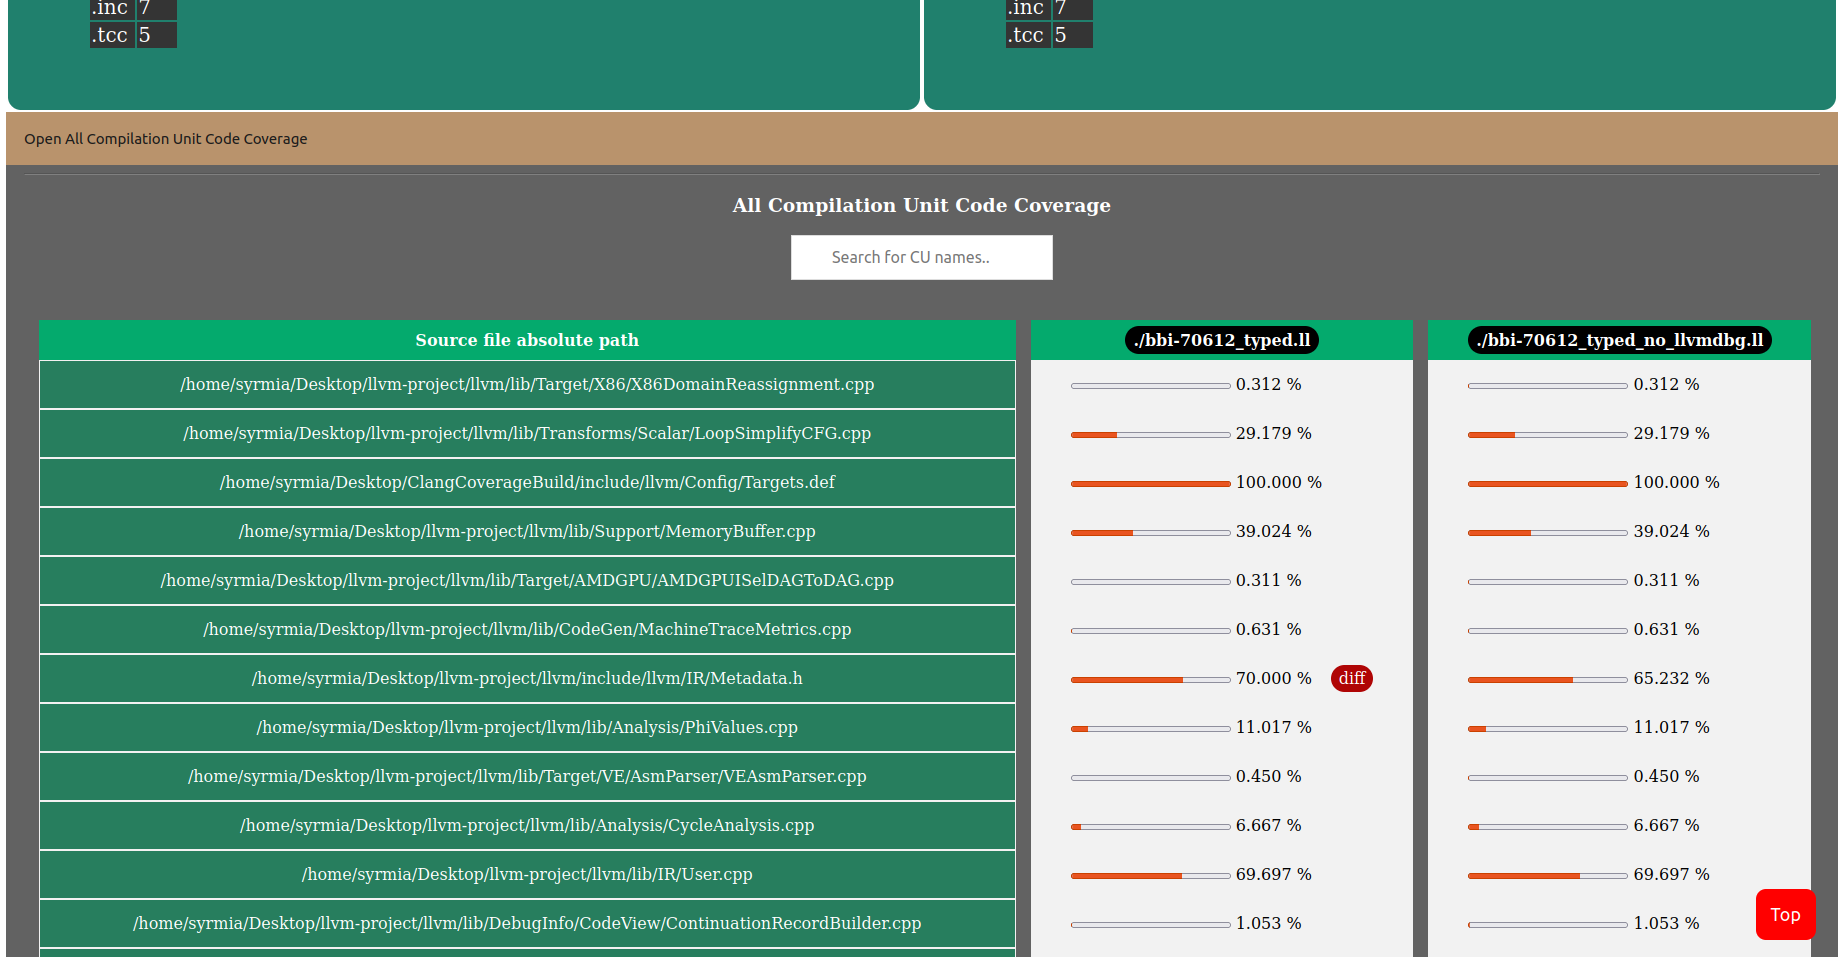 .inc 7
.tcc 5
.inc 7
.tcc 5
Open All Compilation Unit Code Coverage
All Compilation Unit Code Coverage
Search for CU names..
Source file absolute path ./bbi-70612_typed.ll ./bbi-70612_typed_no_llvmdbg.ll
/home/syrmia/Desktop/llvm-project/llvm/lib/Target/X86/X86DomainReassignment.cpp 0.312 % 0.312 %
/home/syrmia/Desktop/llvm-project/llvm/lib/Transforms/Scalar/LoopSimplifyCFG.cpp 29.179 % 29.179 %
/home/syrmia/Desktop/ClangCoverageBuild/include/llvm/Config/Targets.def 100.000 % 100.000 %
/home/syrmia/Desktop/llvm-project/llvm/lib/Support/MemoryBuffer.cpp 39.024 % 39.024 %
/home/syrmia/Desktop/llvm-project/llvm/lib/Target/AMDGPU/AMDGPUISelDAGToDAG.cpp 0.311 % 0.311 %
/home/syrmia/Desktop/llvm-project/llvm/lib/CodeGen/MachineTraceMetrics.cpp 0.631 % 0.631 %
/home/syrmia/Desktop/llvm-project/llvm/include/llvm/IR/Metadata.h 70.000 % diff 65.232 %
/home/syrmia/Desktop/llvm-project/llvm/lib/Analysis/PhiValues.cpp 11.017 % 11.017 %
/home/syrmia/Desktop/llvm-project/llvm/lib/Target/VE/AsmParser/VEAsmParser.cpp 0.450 % 0.450 %
/home/syrmia/Desktop/llvm-project/llvm/lib/Analysis/CycleAnalysis.cpp 6.667 % 6.667 %
/home/syrmia/Desktop/llvm-project/llvm/lib/IR/User.cpp 69.697 % 69.697 %
/home/syrmia/Desktop/llvm-project/llvm/lib/DebugInfo/CodeView/ContinuationRecordBuilder.cpp 1.053 % 1.053 %
Top